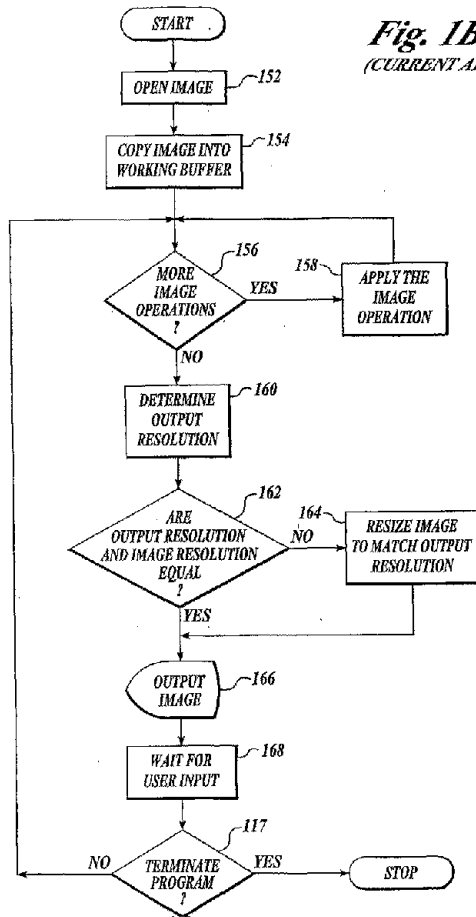 START
Fig. 1B
(CURRENT A
OPEN IMAGE
152
COPY IMAGE INTO
WORKING BUFFER
154
MORE
IMAGE
OPERATIONS
?
156
YES
158
APPLY THE
IMAGE
OPERATION
NO
DETERMINE
OUTPUT
RESOLUTION
160
ARE
OUTPUT RESOLUTION
AND IMAGE RESOLUTION
EQUAL
?
162
NO
164
RESIZE IMAGE
TO MATCH OUTPUT
RESOLUTION
YES
OUTPUT
IMAGE
166
WAIT FOR
USER INPUT
168
TERMINATE
PROGRAM
?
117
NO
YES
STOP